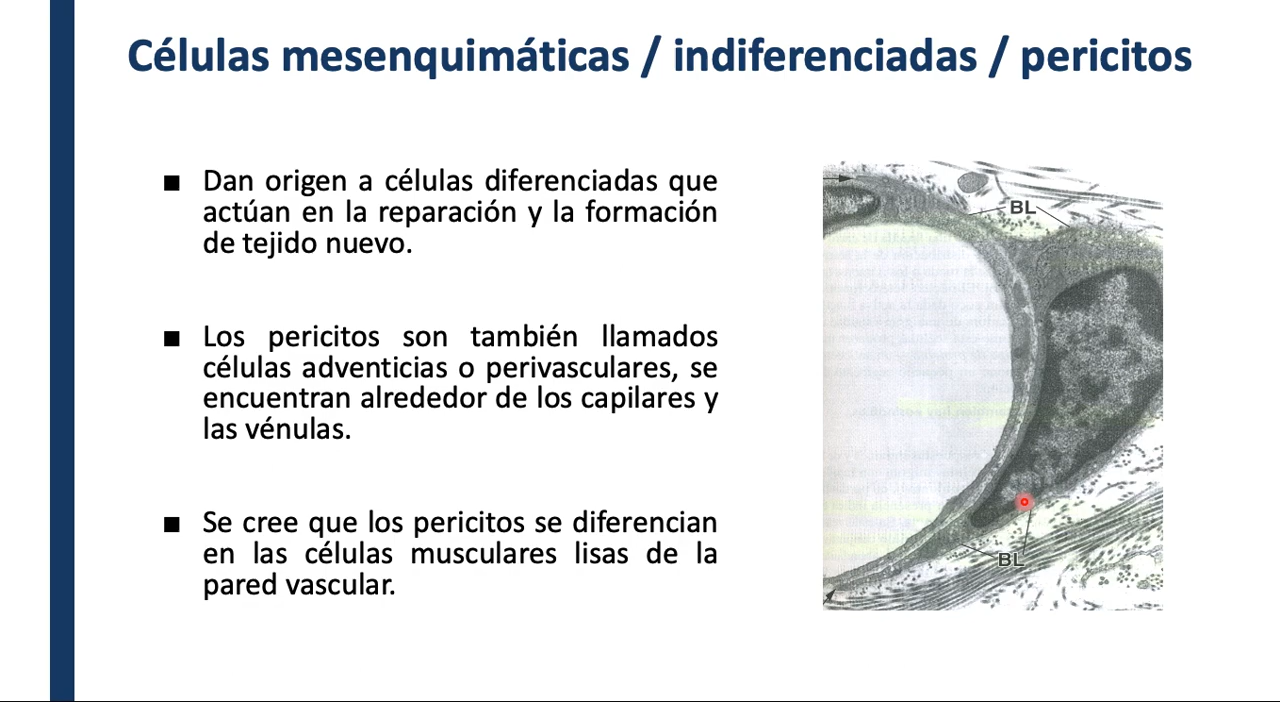 Células mesenquimáticas / indiferenciadas / pericitos
■ Dan origen a células diferenciadas que
actúan en la reparación y la formación
de tejido nuevo.
■ Los pericitos son también llamados
células adventicias o perivasculares, se
encuentran alrededor de los capilares y
las vénulas.
■ Se cree que los pericitos se diferencian
en las células musculares lisas de la
pared vascular.
BL
BL